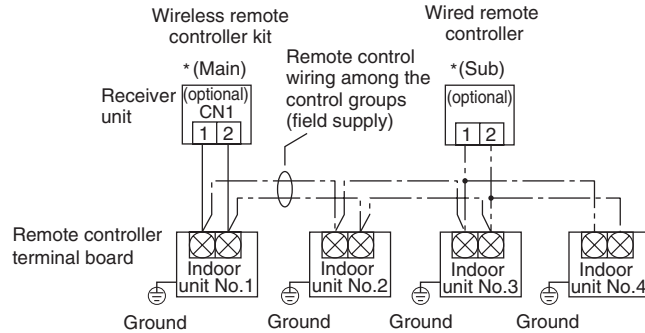 Wireless remote
controller kit
* (Main)
Receiver
unit
(optional)
CN1
1 2
Remote control
wiring among the
control groups
(field supply)
Wired remote
controller
* (Sub)
(optional)
1 2
Remote controller
terminal board
Indoor
unit No.1
Indoor
unit No.2
Indoor
unit No.3
Indoor
unit No.4
Ground
Ground
Ground
Ground